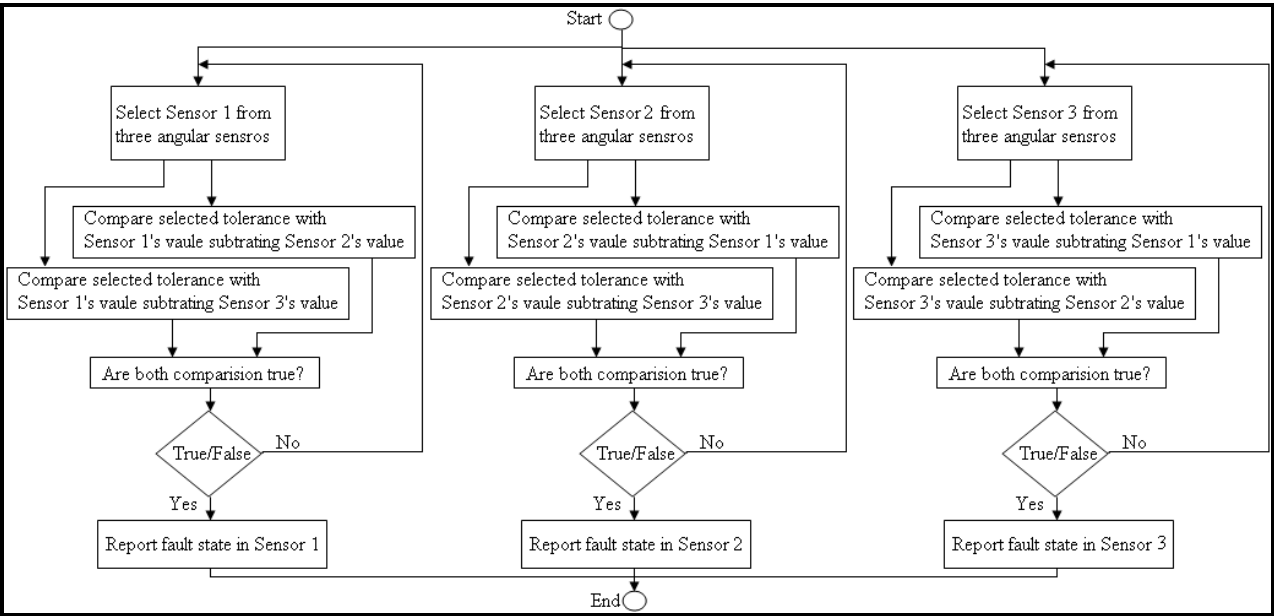 Start
Select Sensor 1 from
three angular sensros
Compare selected tolerance with
Sensor 1's vaule subtrating Sensor 2's value
Compare selected tolerance with
Sensor 1's vaule subtrating Sensor 3's value
Are both comparision true?
True/False
No
Yes
Report fault state in Sensor 1
Select Sensor 2 from
three angular sensros
Compare selected tolerance with
Sensor 2's vaule subtrating Sensor 1's value
Compare selected tolerance with
Sensor 2's vaule subtrating Sensor 3's value
Are both comparision true?
True/False
No
Yes
Report fault state in Sensor 2
Select Sensor 3 from
three angular sensros
Compare selected tolerance with
Sensor 3's vaule subtrating Sensor 1's value
Compare selected tolerance with
Sensor 3's vaule subtrating Sensor 2's value
Are both comparision true?
True/False
No
Yes
Report fault state in Sensor 3
End